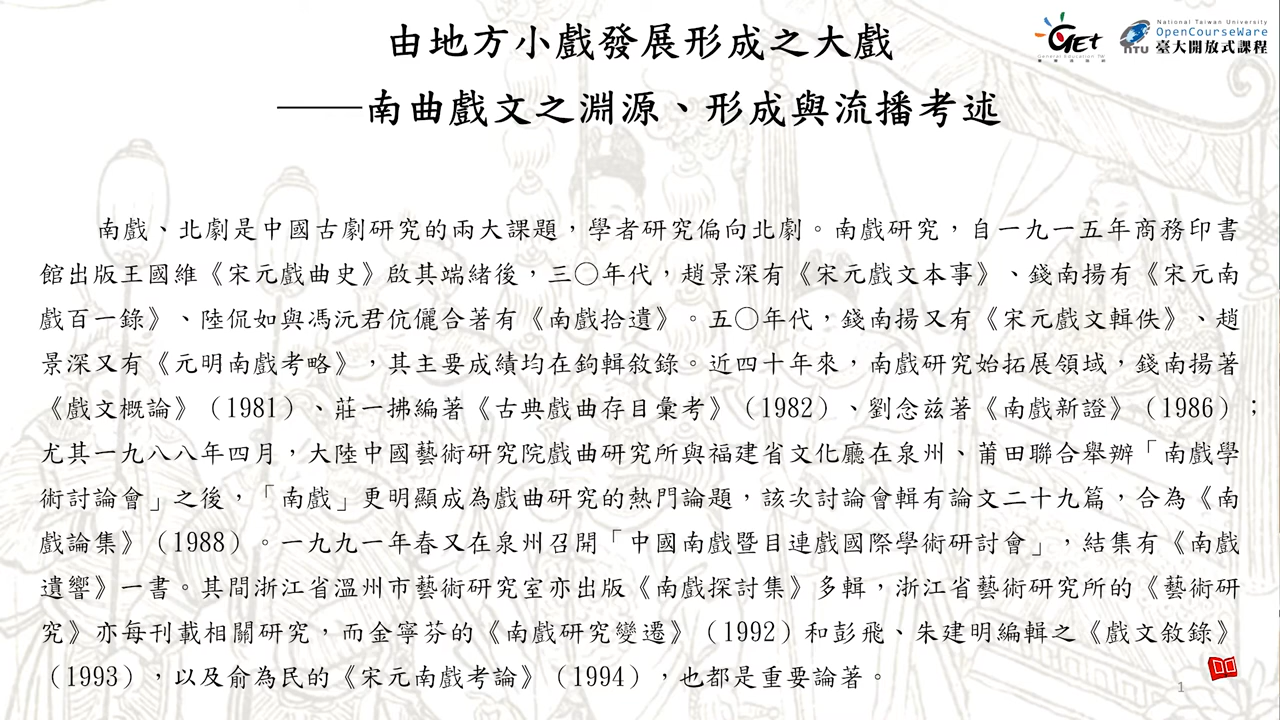 由地方小戲發展形成之大戲
——南曲戲文之淵源、形成與流播考述
GET
General Education TW
NTU
National Taiwan University
OpenCourseWare
臺大開放式課程
南戲、北劇是中國古劇研究的兩大課題，學者研究偏向北劇。南戲研究，自一九一五年商務印書
館出版王國維《宋元戲曲史》啟其端緒後，三〇年代，趙景深有《宋元戲文本事》、錢南揚有《宋元南
戲百一錄》、陸侃如與馮沅君伉儷合著有《南戲拾遺》。五〇年代，錢南揚又有《宋元戲文輯佚》、趙
景深又有《元明南戲考略》，其主要成績均在鉤輯敘錄。近四十年來，南戲研究始拓展領域，錢南揚著
《戲文概論》（1981）、莊一拂編著《古典戲曲存目彙考》（1982）、劉念茲著《南戲新證》（1986）；
尤其一九八八年四月，大陸中國藝術研究院戲曲研究所與福建省文化廳在泉州、莆田聯合舉辦「南戲學
術討論會」之後，「南戲」更明顯成為戲曲研究的熱門論題，該次討論會輯有論文二十九篇，合為《南
戲論集》（1988）。一九九一年春又在泉州召開「中國南戲暨目連戲國際學術研討會」，結集有《南戲
遺響》一書。其間浙江省溫州市藝術研究室亦出版《南戲探討集》多輯，浙江省藝術研究所的《藝術研
究》亦每刊載相關研究，而金寧芬的《南戲研究變遷》（1992）和彭飛、朱建明編輯之《戲文敘錄》
（1993），以及俞為民的《宋元南戲考論》（1994），也都是重要論著。
1